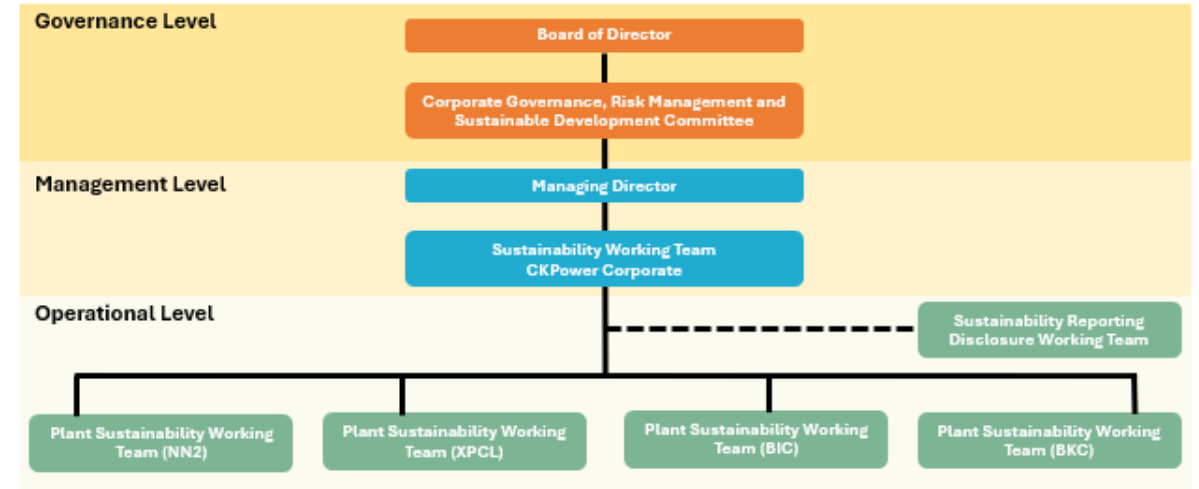 Governance Level
Board of Director
Corporate Governance, Risk Management and
Sustainable Development Committee
Management Level
Managing Director
Sustainability Working Team
CKPower Corporate
Operational Level
Sustainability Reporting
Disclosure Working Team
Plant Sustainability Working
Team (NN2)
Plant Sustainability Working
Team (XPCL)
Plant Sustainability Working
Team (BIC)
Plant Sustainability Working
Team (BKC)